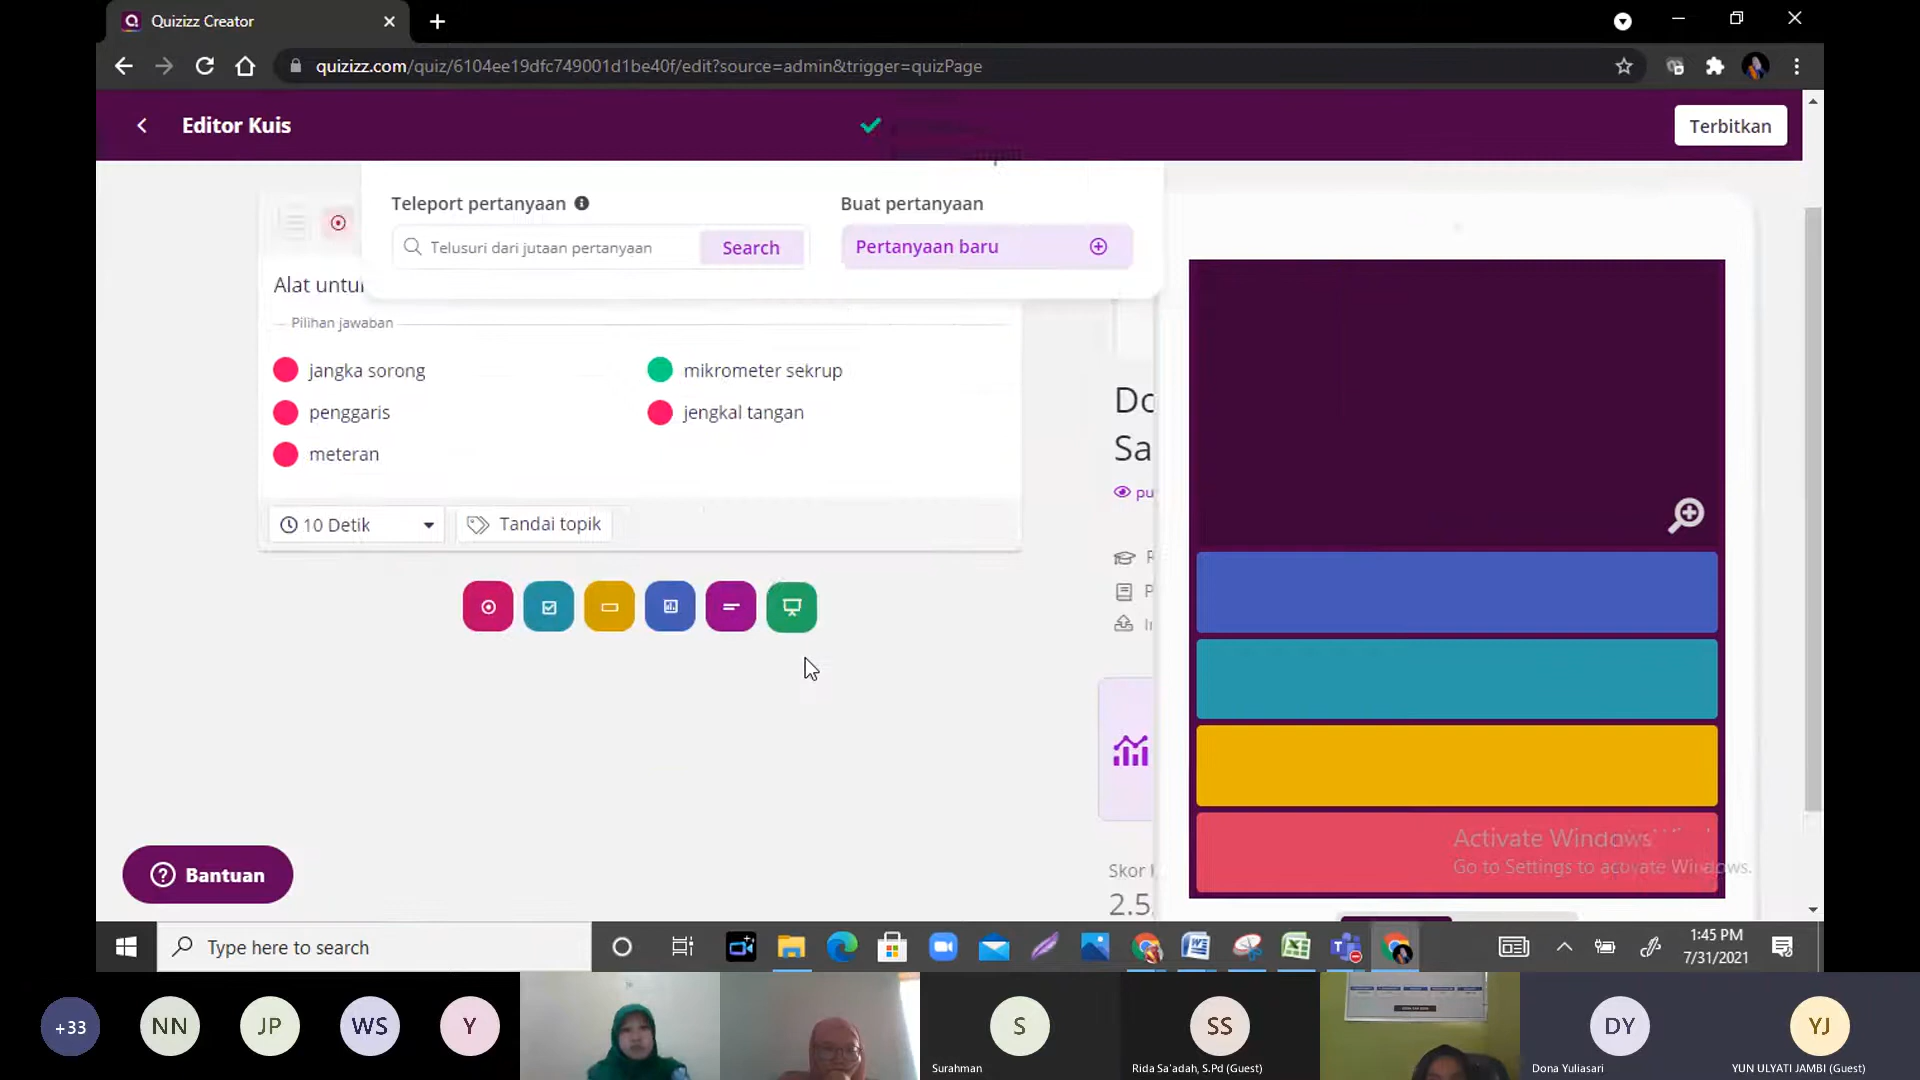 Quizizz Creator
quizizz.com/quiz/6104ee19dfc749001d1be40f/edit?source=admin&trigger=quizPage
Editor Kuis
Terbitkan
Teleport pertanyaan
Buat pertanyaan
Telusuri dari jutaan pertanyaan
Search
Pertanyaan baru
Alat untu
Pilihan jawaban
jangka sorong
mikrometer sekrup
penggaris
jengkal tangan
meteran
10 Detik
Tandai topik
Do
Sa
pu
Skor
2.5
Activate Windows
Go to Settings to activate Windows.
Bantuan
Type here to search
1:45 PM
7/31/2021
+33
NN
JP
WS
Y
S
SS
DY
YJ
Surahman
Rida Sa'adah, S.Pd (Guest)
Dona Yuliasari
YUN ULYATI JAMBI (Guest)